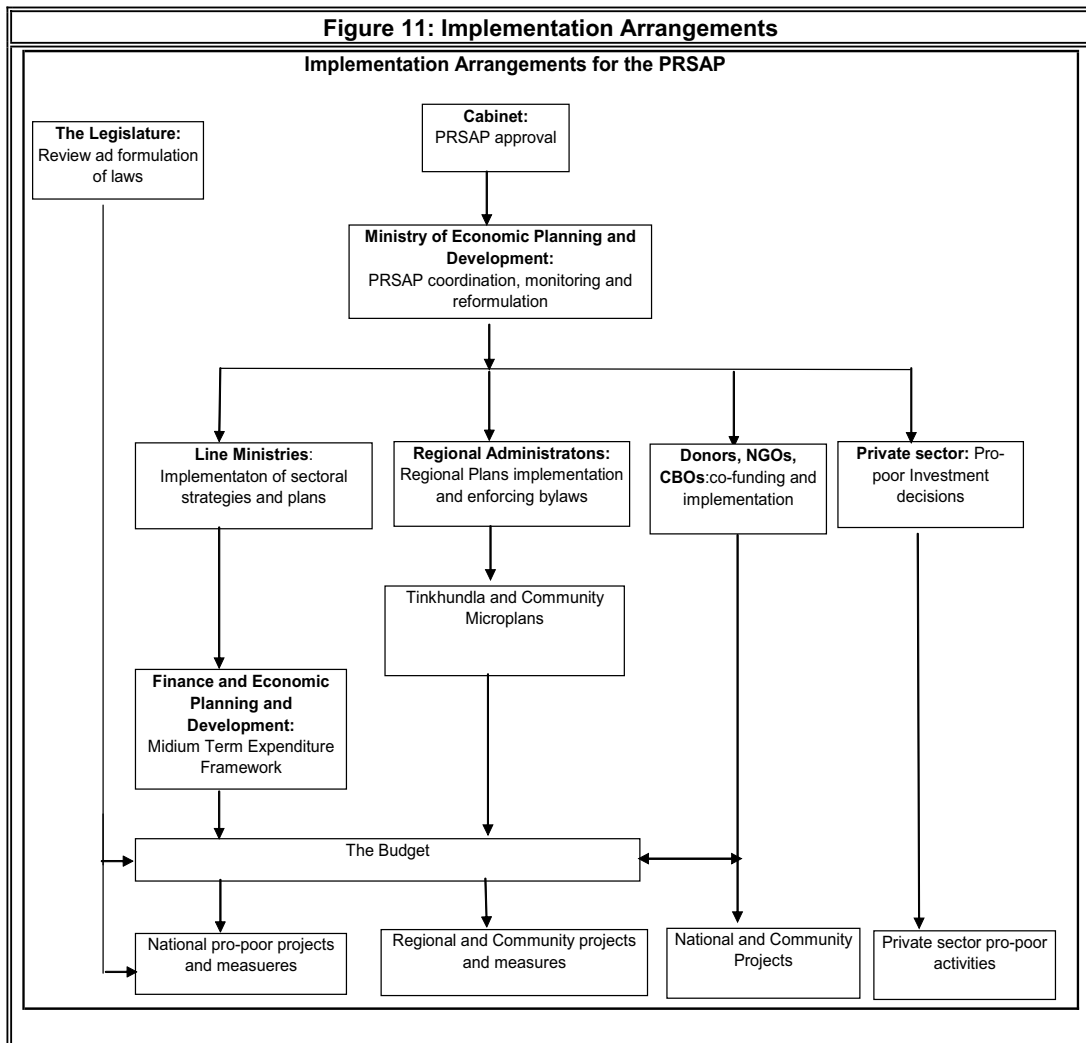 Figure 11: Implementation Arrangements
Implementation Arrangements for the PRSAP
The Legislature:
Review ad formulation
of laws
Cabinet:
PRSAP approval
Ministry of Economic Planning and
Development:
PRSAP coordination, monitoring and
reformulation
Line Ministries:
Implementaton of sectoral
strategies and plans
Regional Administratons:
Regional Plans implementation
and enforcing bylaws
Donors, NGOs,
CBOs:co-funding and
implementation
Private sector: Pro-
poor Investment
decisions
Tinkhundla and Community
Microplans
Finance and Economic
Planning and
Development:
Midium Term Expenditure
Framework
The Budget
National pro-poor projects
and measueres
Regional and Community projects
and measures
National and Community
Projects
Private sector pro-poor
activities